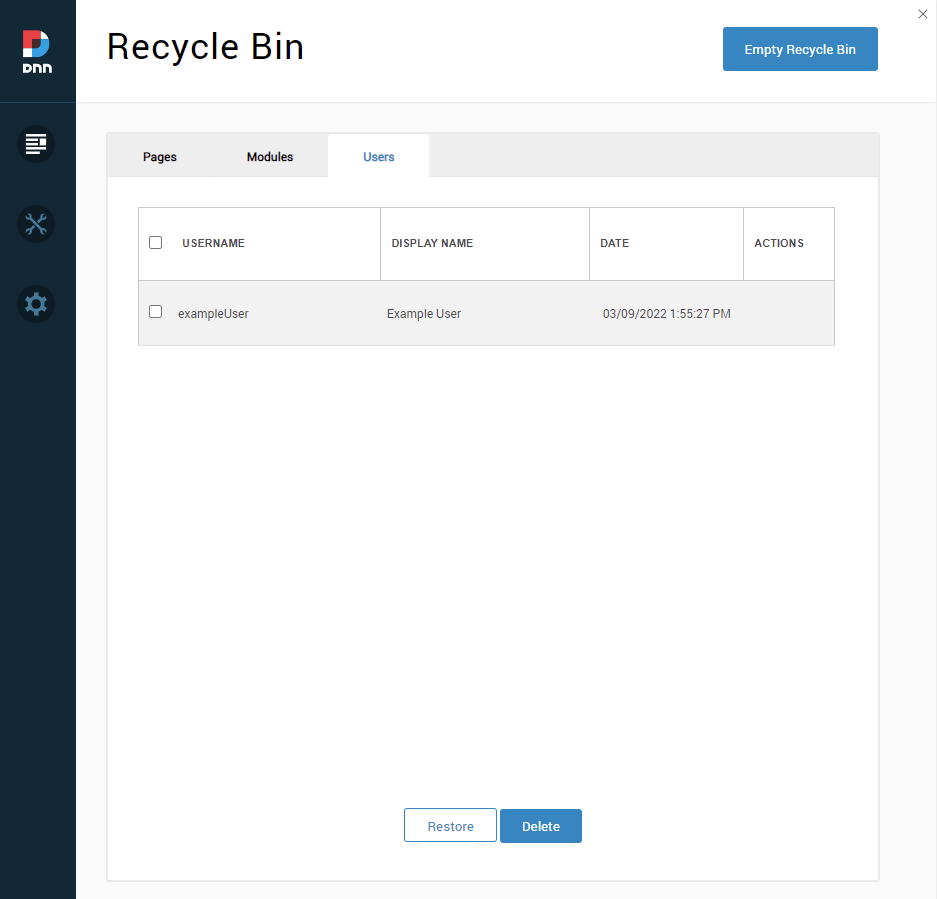 dnn
Recycle Bin
Empty Recycle Bin
Pages Modules Users
USERNAME DISPLAY NAME DATE ACTIONS
exampleUser Example User 03/09/2022 1:55:27 PM
Restore Delete